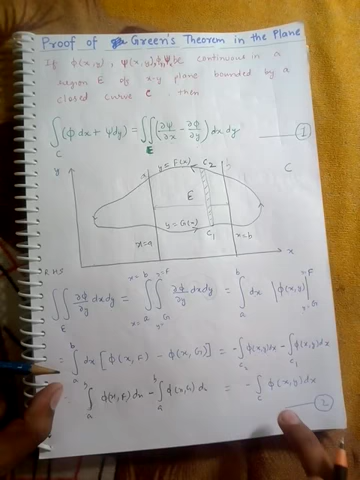 Proof of Green's Theorem in the Plane
If ϕ(x,y), ψ(x,y), ϕy, ψx be continuous in a
region E of x-y plane bounded by a
closed curve C. then
∫C (ϕ dx + ψ dy) = ∬E (∂ψ/∂x - ∂ϕ/∂y) dx dy ①
y y = F(x) C2 C
E
y = G(x) C1
x=a x=b x
RHS
∬E ∂ϕ/∂y dx dy = ∫x=a x=b ∫y=G y=F ∂ϕ/∂y dx dy = ∫a b dx |ϕ(x,y)| y=G y=F
= ∫a b dx [ϕ(x,F) - ϕ(x,G)] = -∫C2 ϕ(x,y)dx - ∫C1 ϕ(x,y)dx
∫a b ϕ(x,F) dx - ∫a b ϕ(x,G) dx = -∫C ϕ(x,y) dx
②